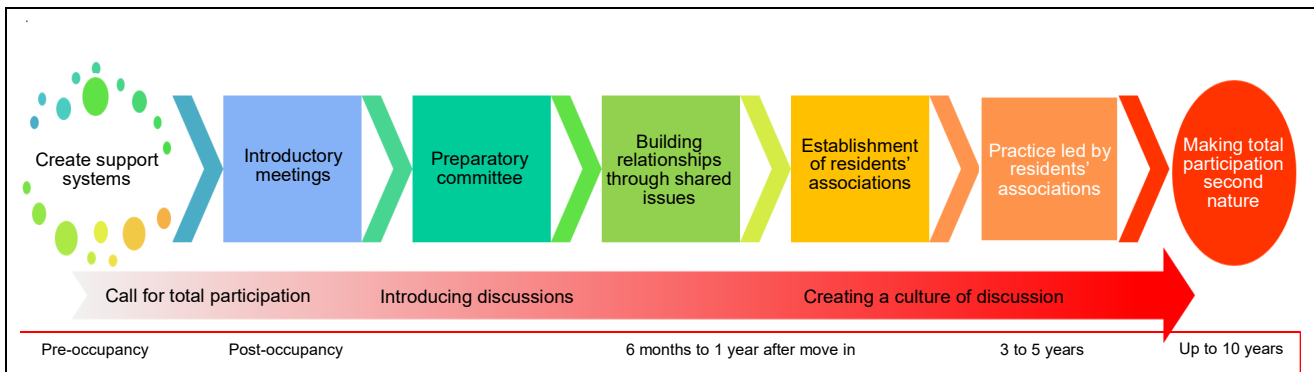 Create support
systems
Introductory
meetings
Preparatory
committee
Building
relationships
through shared
issues
Establishment
of residents'
associations
Practice led by
residents'
associations
Making total
participation
second
nature
Call for total participation
Introducing discussions
Creating a culture of discussion
Pre-occupancy
Post-occupancy
6 months to 1 year after move in
3 to 5 years
Up to 10 years